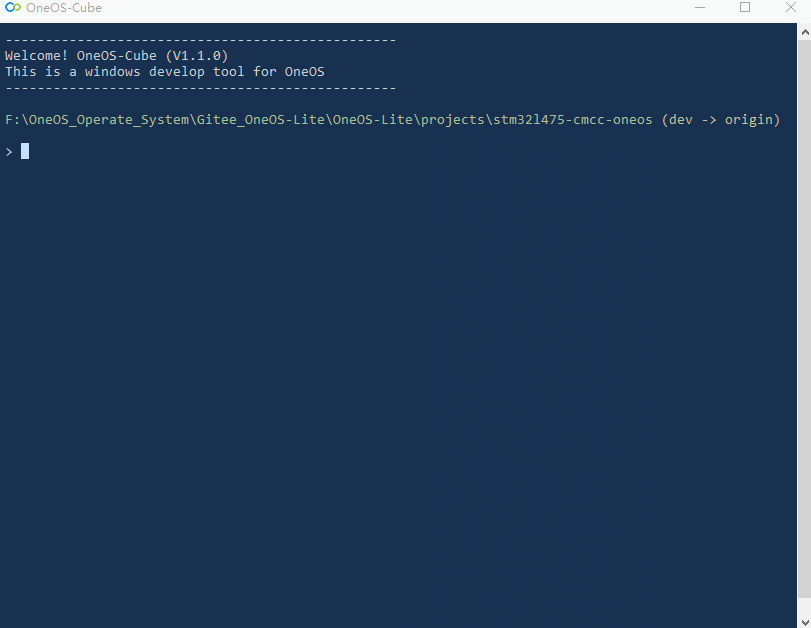 OneOS-Cube
-------------------------------------------------
Welcome! OneOS-Cube (V1.1.0)
This is a windows develop tool for OneOS
-------------------------------------------------
F:\OneOS_Operate_System\Gitee_OneOS-Lite\OneOS-Lite\projects\stm32l475-cmcc-oneos (dev -> origin)
>